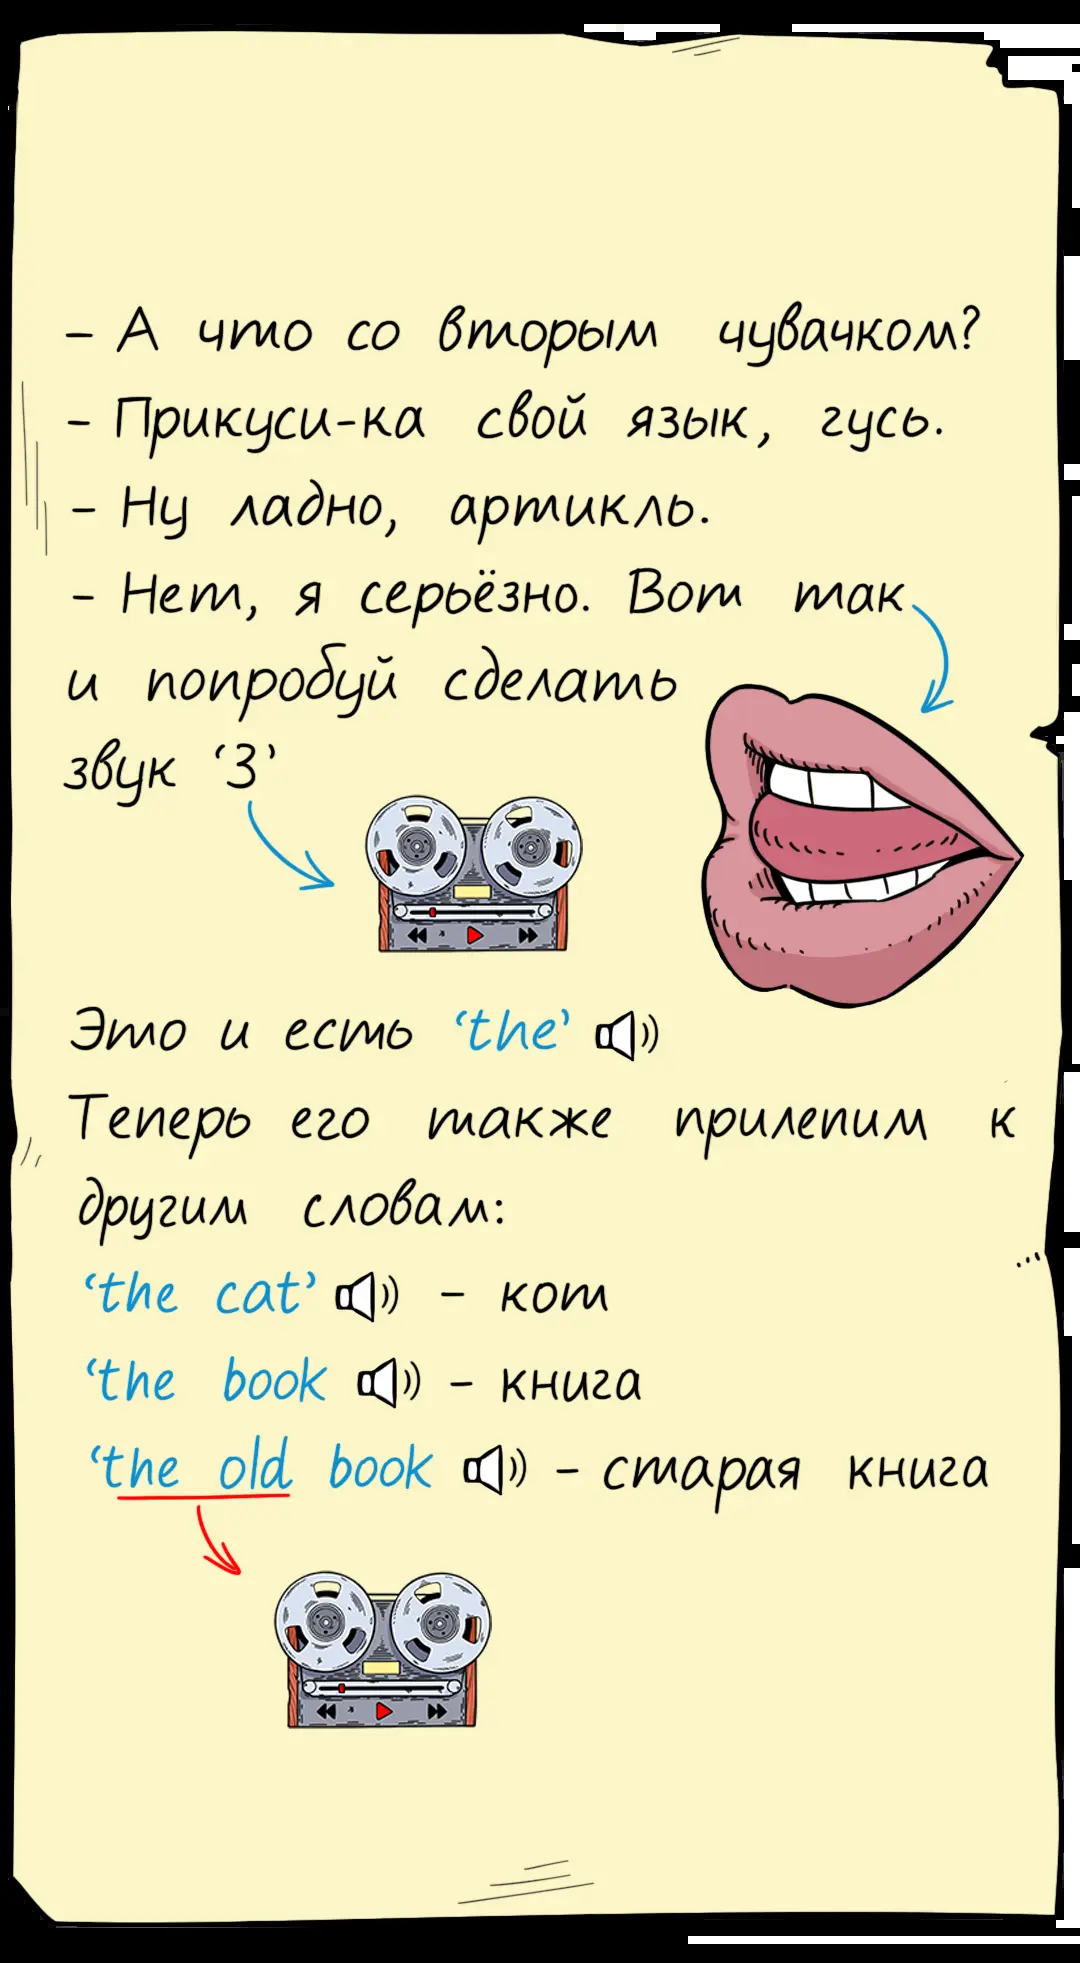 – А что со вторым чувачком?
– Прикуси-ка свой язык, гусь.
– Ну ладно, артикль.
– Нет, я серьёзно. Вот так
и попробуй сделать
звук ‘З’
Это и есть ‘the’
Теперь его также прилепим к
другим словам:
‘the cat’ – кот
‘the book – книга
‘the old book – старая книга